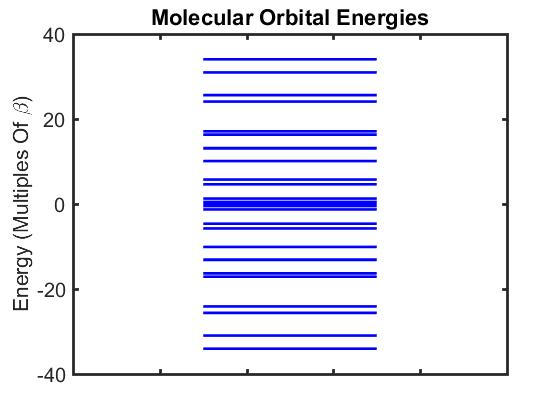 Molecular Orbital Energies
Energy (Multiples Of β)
40
20
0
-20
-40